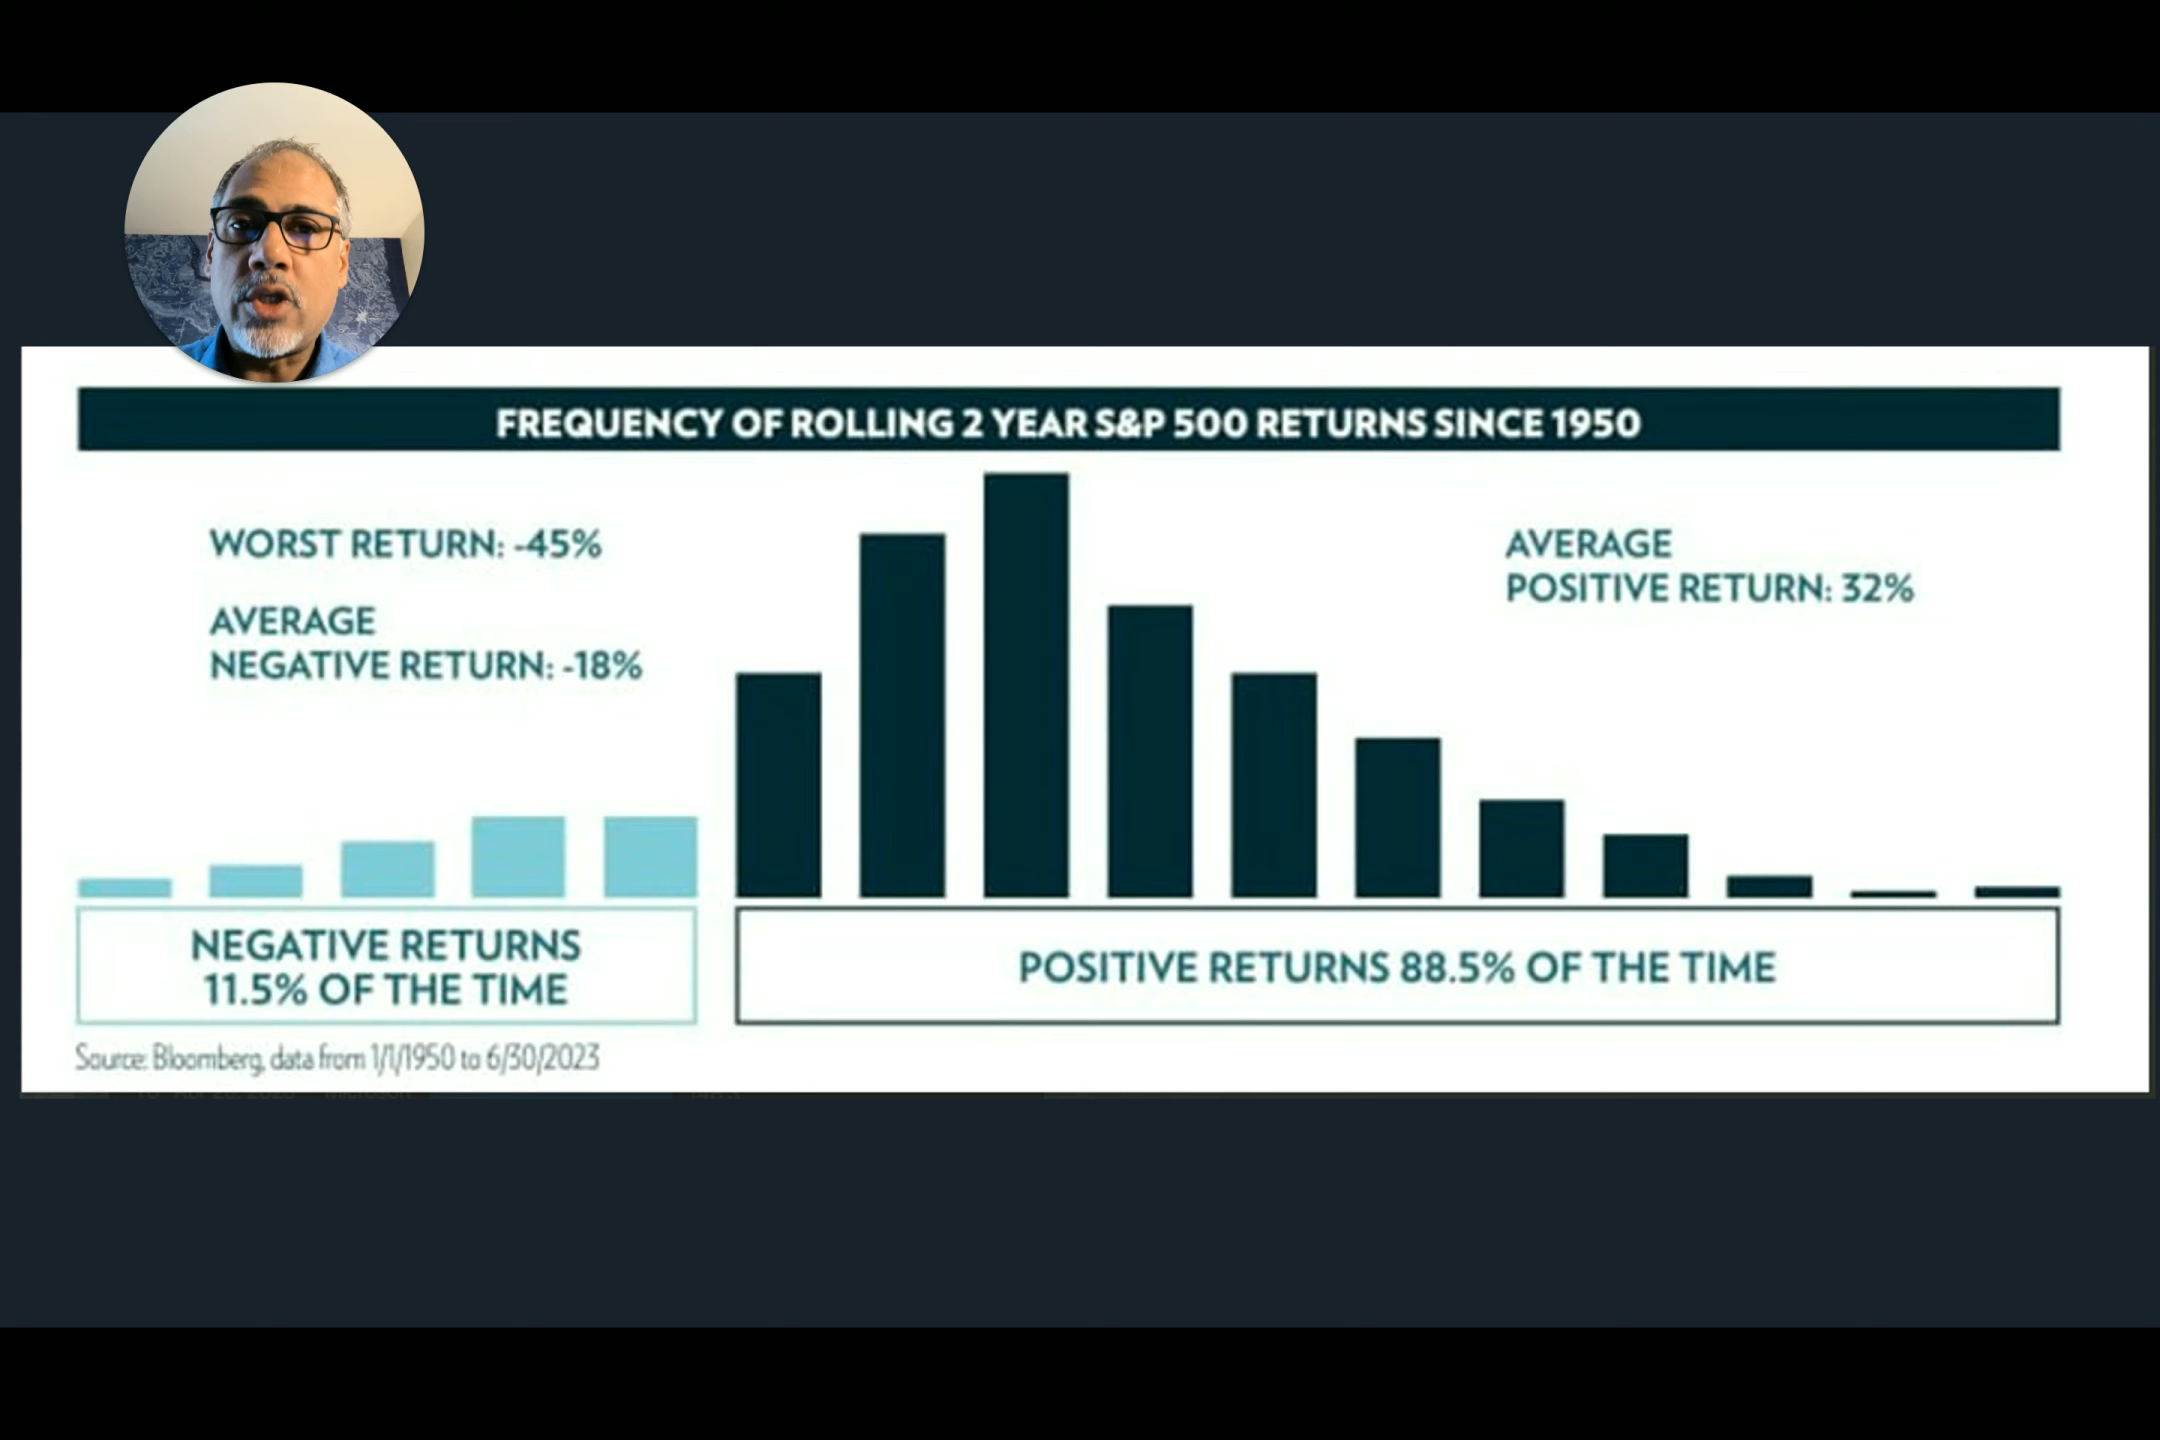 FREQUENCY OF ROLLING 2 YEAR S&P 500 RETURNS SINCE 1950
WORST RETURN: -45%
AVERAGE
NEGATIVE RETURN: -18%
AVERAGE
POSITIVE RETURN: 32%
NEGATIVE RETURNS
11.5% OF THE TIME
POSITIVE RETURNS 88.5% OF THE TIME
Source: Bloomberg, data from 1/1/1950 to 6/30/2023